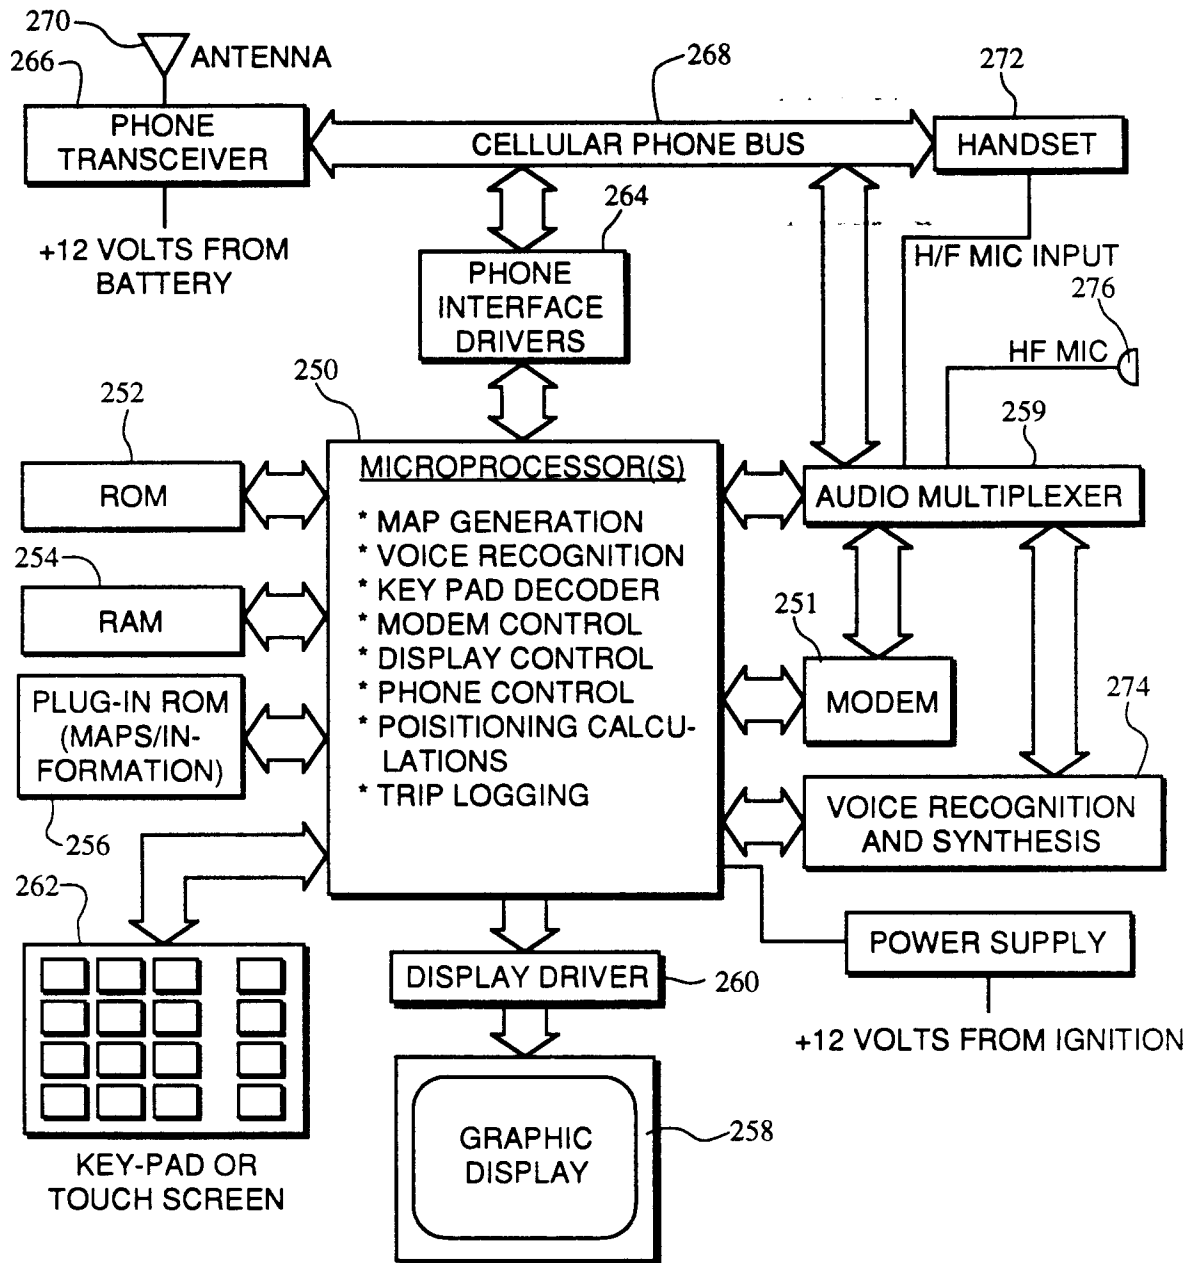 270
ANTENNA
266
PHONE
TRANSCEIVER
268
CELLULAR PHONE BUS
272
HANDSET
+12 VOLTS FROM
BATTERY
264
PHONE
INTERFACE
DRIVERS
H/F MIC INPUT
276
HF MIC
250
252
ROM
254
RAM
PLUG-IN ROM
(MAPS/IN-
FORMATION)
256
MICROPROCESSOR(S)
* MAP GENERATION
* VOICE RECOGNITION
* KEY PAD DECODER
* MODEM CONTROL
* DISPLAY CONTROL
* PHONE CONTROL
* POISITIONING CALCU-
LATIONS
* TRIP LOGGING
259
AUDIO MULTIPLEXER
251
MODEM
274
VOICE RECOGNITION
AND SYNTHESIS
262
KEY-PAD OR
TOUCH SCREEN
DISPLAY DRIVER
260
POWER SUPPLY
+12 VOLTS FROM IGNITION
GRAPHIC
DISPLAY
258